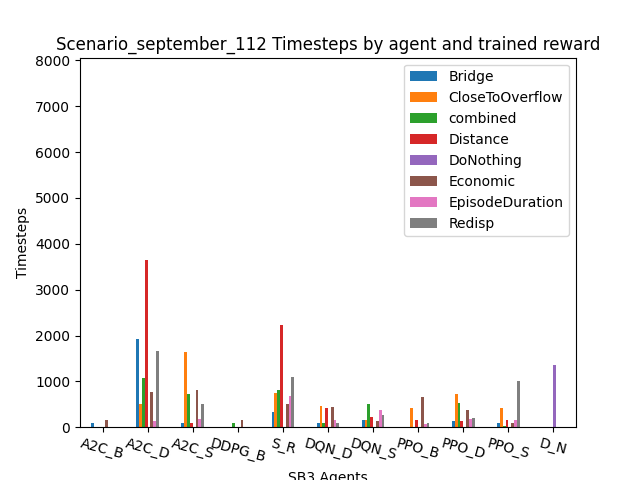 Scenario_september_112 Timesteps by agent and trained reward
8000
7000
6000
5000
4000
3000
2000
1000
0
Timesteps
Bridge
CloseToOverflow
combined
Distance
DoNothing
Economic
EpisodeDuration
Redisp
A2C_B
A2C_D
A2C_S
DDPG_B
S_R
DQN_D
DQN_S
PPO_B
PPO_D
PPO_S
D_N
SB3 Agents